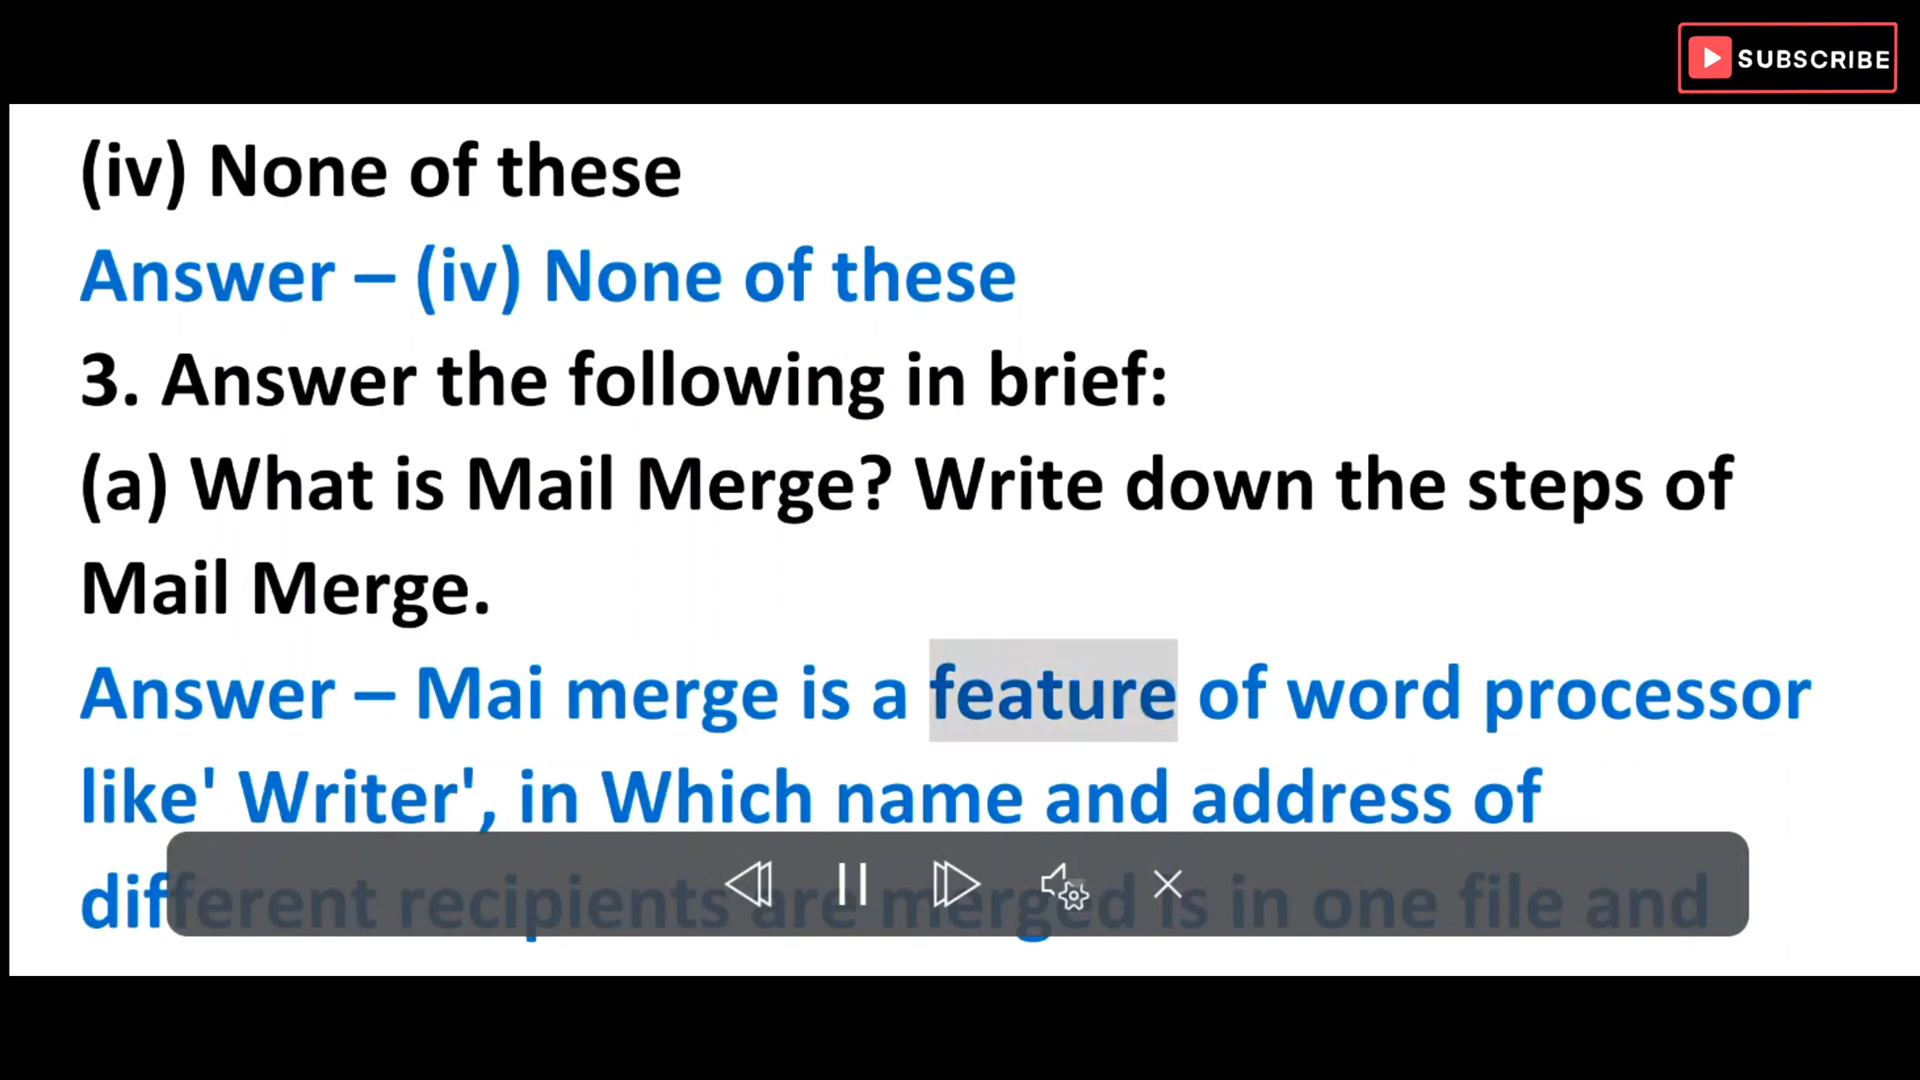 SUBSCRIBE
(iv) None of these
Answer – (iv) None of these
3. Answer the following in brief:
(a) What is Mail Merge? Write down the steps of
Mail Merge.
Answer – Mai merge is a feature of word processor
like' Writer', in Which name and address of
different recipients are merged is in one file and